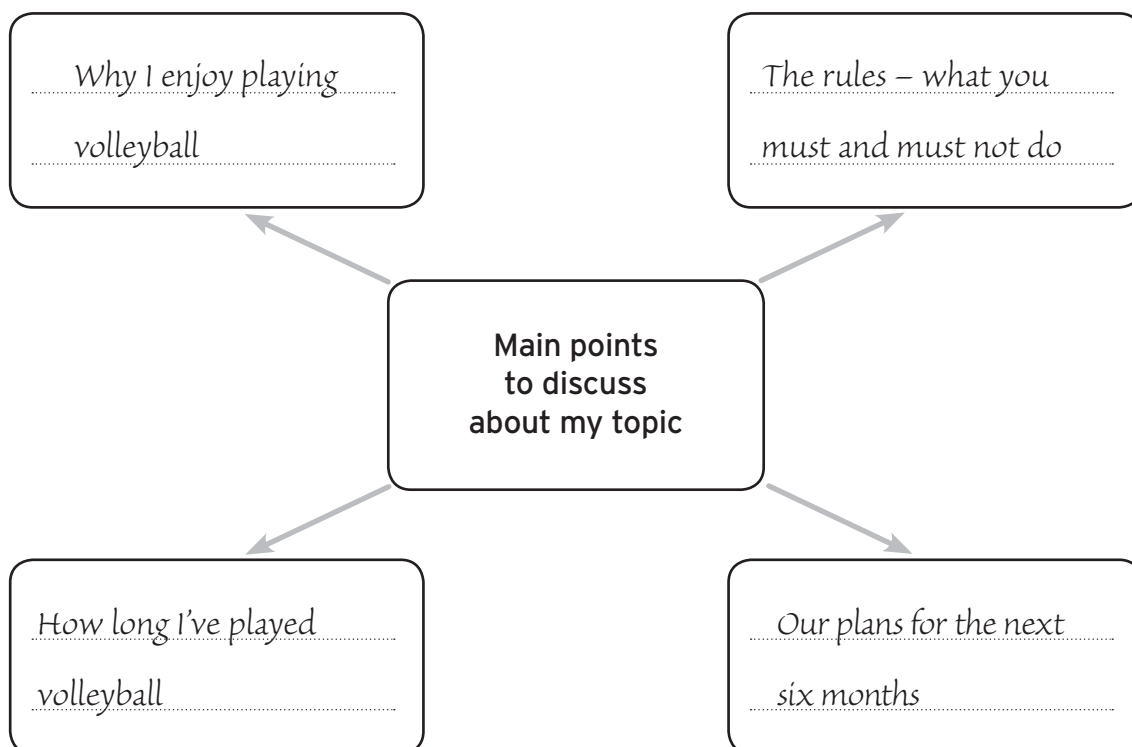 Why I enjoy playing
volleyball
The rules – what you
must and must not do
Main points
to discuss
about my topic
How long I've played
volleyball
Our plans for the next
six months